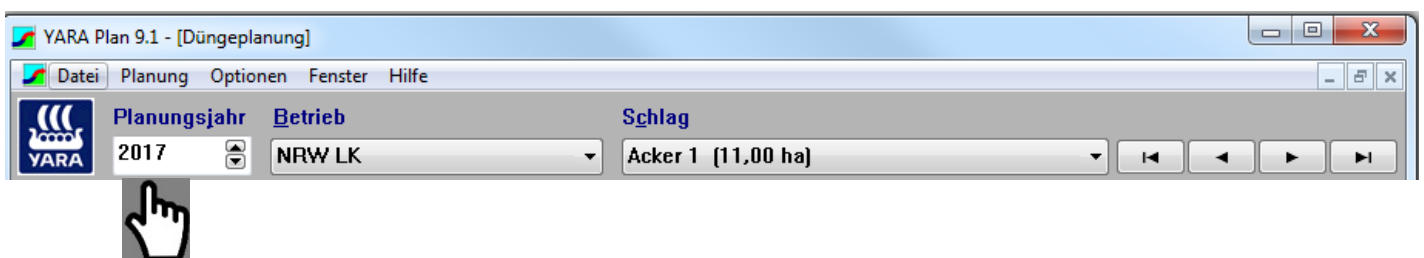 YARA Plan 9.1 - [Düngeplanung]
Datei Planung Optionen Fenster Hilfe
Planungsjahr Betrieb Schlag
YARA 2017 NRW LK Acker 1 (11,00 ha)